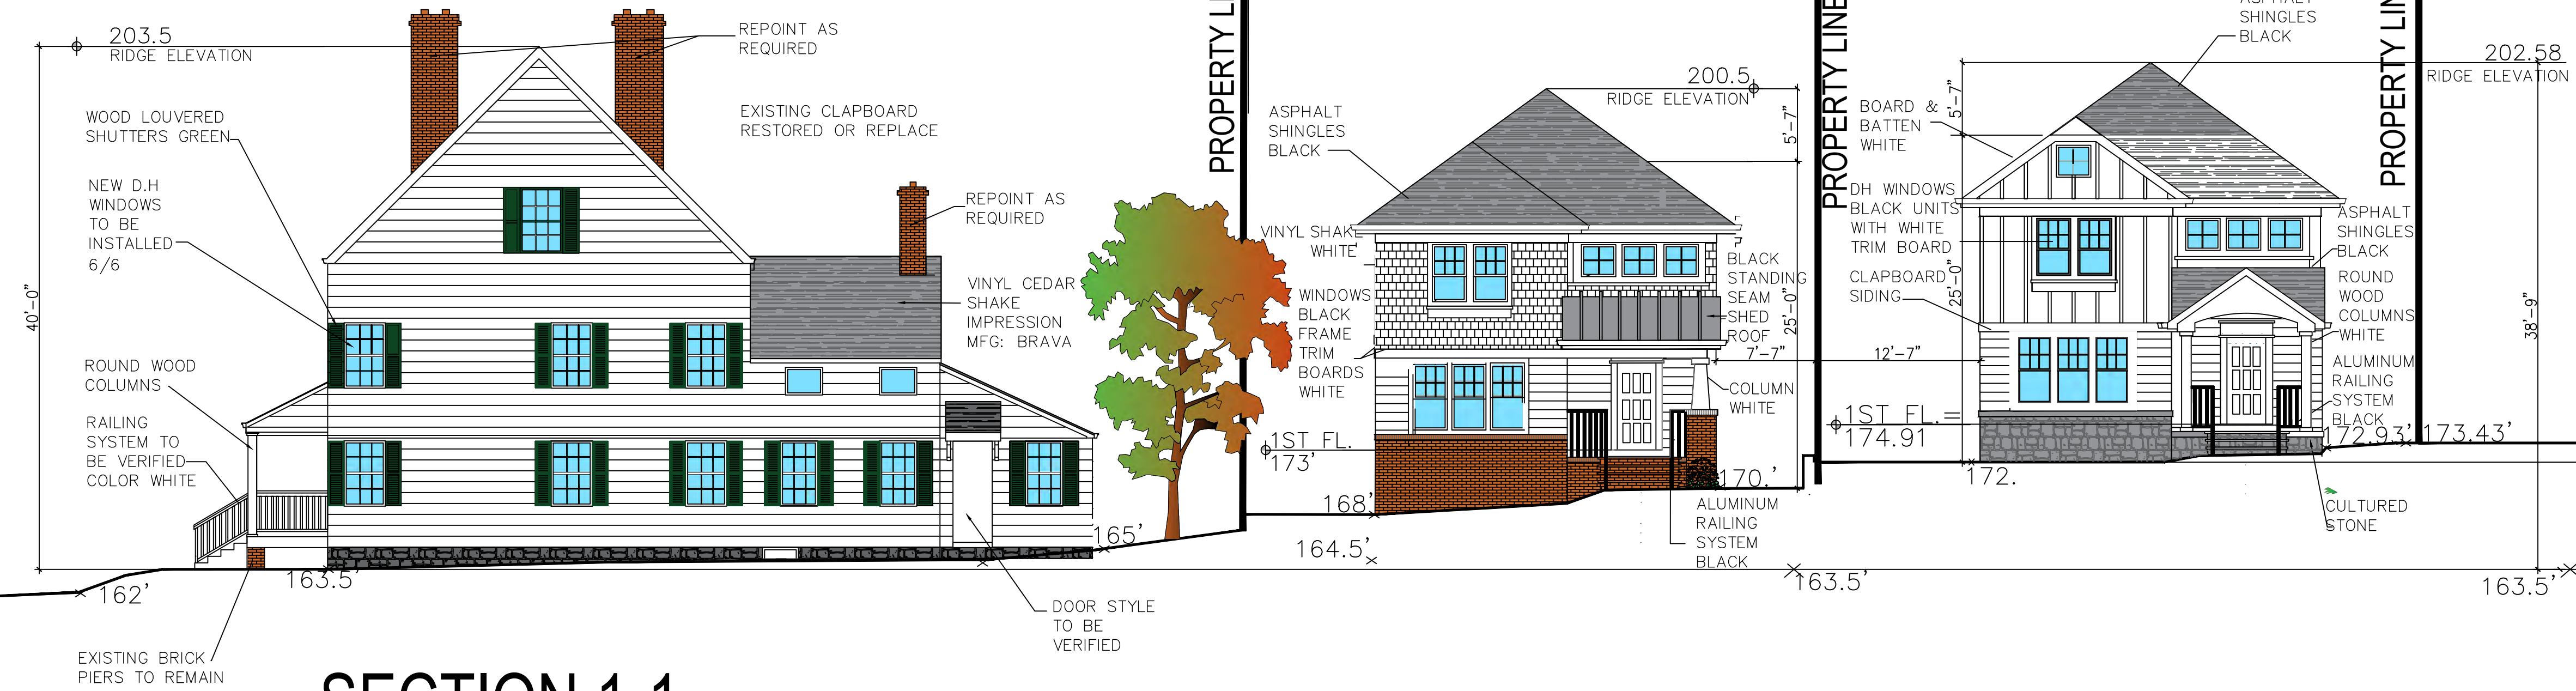 203.5
RIDGE ELEVATION
REPOINT AS
REQUIRED
WOOD LOUVERED
SHUTTERS GREEN
EXISTING CLAPBOARD
RESTORED OR REPLACE
NEW D.H
WINDOWS
TO BE
INSTALLED
6/6
REPOINT AS
REQUIRED
40'-0"
VINYL CEDAR
SHAKE
IMPRESSION
MFG: BRAVA
ROUND WOOD
COLUMNS
RAILING
SYSTEM TO
BE VERIFIED
COLOR WHITE
162'
163.5'
165'
DOOR STYLE
TO BE
VERIFIED
EXISTING BRICK
PIERS TO REMAIN
SECTION 1-1
PROPERTY
200.5
RIDGE ELEVATION
ASPHALT
SHINGLES
BLACK
5'-7"
VINYL SHAKE
WHITE
BLACK
STANDING
SEAM
SHED
ROOF
25'-0"
WINDOWS
BLACK
FRAME
TRIM
BOARDS
WHITE
7'-7"
COLUMN
WHITE
1ST FL.
173'
168'
170.'
164.5'
ALUMINUM
RAILING
SYSTEM
BLACK
163.5'
PROPERTY LINE
ASPHALT
SHINGLES
BLACK
5'-7"
BOARD &
BATTEN
WHITE
DH WINDOWS
BLACK UNITS
WITH WHITE
TRIM BOARD
CLAPBOARD
SIDING
25'-0"
12'-7"
1ST FL. =
174.91
172.
ASPHALT
SHINGLES
BLACK
ROUND
WOOD
COLUMNS
WHITE
ALUMINUM
RAILING
SYSTEM
BLACK
172.93'
173.43'
CULTURED
STONE
PROPERTY LIN
202.58
RIDGE ELEVATION
38'-9"
163.5'